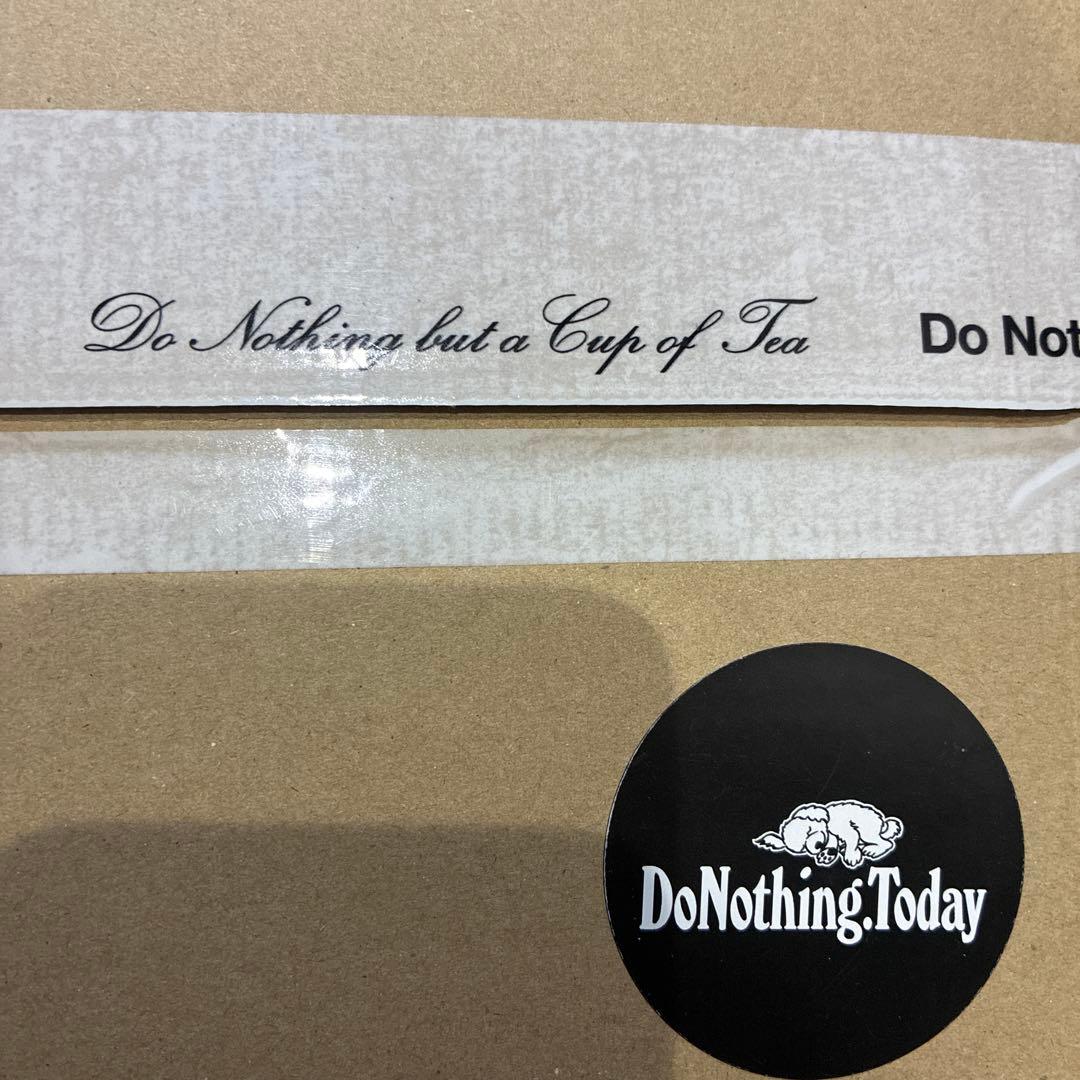 Do Nothing but a Cup of Tea
Do Not
DoNothing.Today